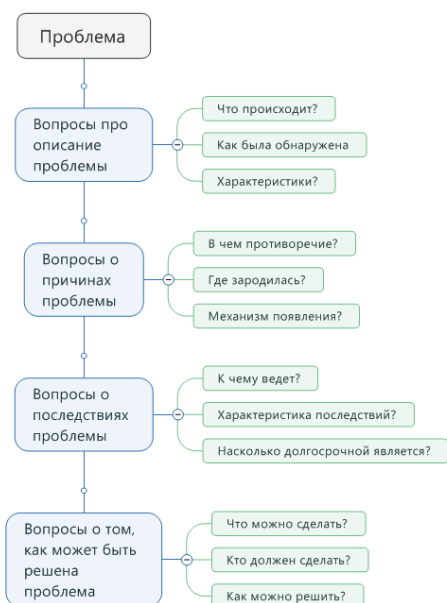 Проблема
Вопросы про
описание
проблемы
Что происходит?
Как была обнаружена
Характеристики?
Вопросы о
причинах
проблемы
В чем противоречие?
Где зародилась?
Механизм появления?
Вопросы о
последствиях
проблемы
К чему ведет?
Характеристика последствий?
Насколько долгосрочной является?
Вопросы о том,
как может быть
решена
проблема
Что можно сделать?
Кто должен сделать?
Как можно решить?